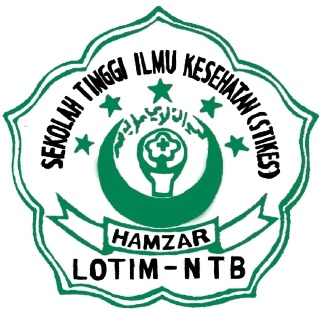 SEKOLAH TINGGI ILMU KESEHATAN (STIKES)
HAMZAR
LOTIM-NTB